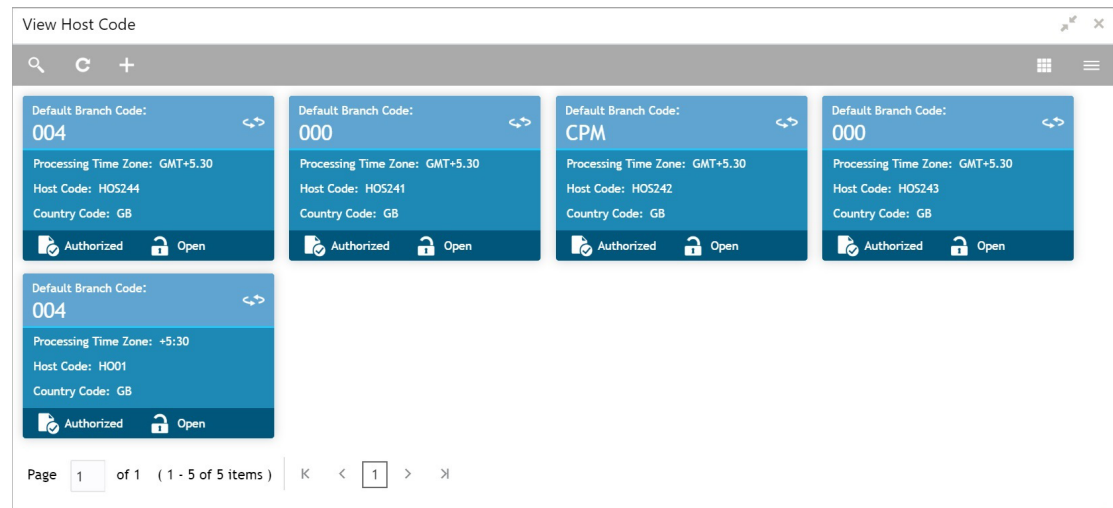 View Host Code
Default Branch Code:
004
Processing Time Zone: GMT+5.30
Host Code: HOS244
Country Code: GB
Authorized Open
Default Branch Code:
000
Processing Time Zone: GMT+5.30
Host Code: HOS241
Country Code: GB
Authorized Open
Default Branch Code:
CPM
Processing Time Zone: GMT+5.30
Host Code: HOS242
Country Code: GB
Authorized Open
Default Branch Code:
000
Processing Time Zone: GMT+5.30
Host Code: HOS243
Country Code: GB
Authorized Open
Default Branch Code:
004
Processing Time Zone: +5:30
Host Code: HO01
Country Code: GB
Authorized Open
Page 1 of 1 ( 1 - 5 of 5 items ) 1